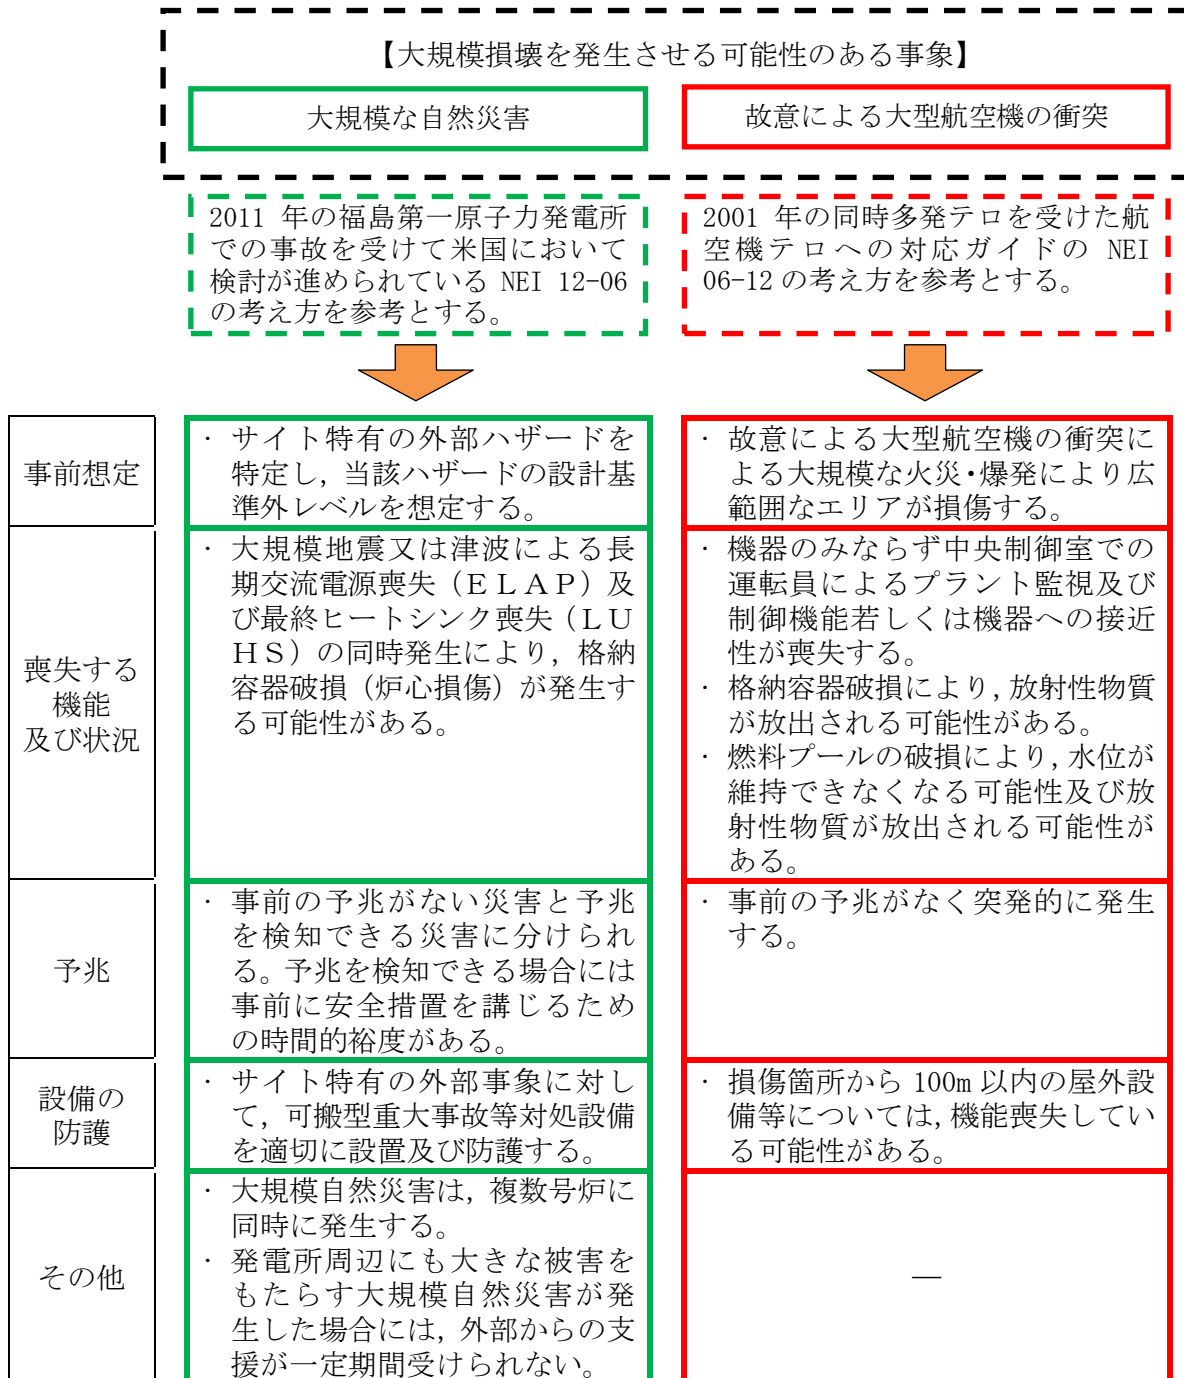 【大規模損壊を発生させる可能性のある事象】
大規模な自然災害
故意による大型航空機の衝突
2011 年の福島第一原子力発電所
での事故を受けて米国において
検討が進められている NEI 12-06
の考え方を参考とする。
2001 年の同時多発テロを受けた航
空機テロへの対応ガイドの NEI
06-12 の考え方を参考とする。
事前想定
・ サイト特有の外部ハザードを
特定し，当該ハザードの設計基
準外レベルを想定する。
・ 故意による大型航空機の衝突に
よる大規模な火災・爆発により広
範囲なエリアが損傷する。
喪失する
機能
及び状況
・ 大規模地震又は津波による長
期交流電源喪失（ＥＬＡＰ）及
び最終ヒートシンク喪失（ＬＵ
ＨＳ）の同時発生により，格納
容器破損（炉心損傷）が発生す
る可能性がある。
・ 機器のみならず中央制御室での
運転員によるプラント監視及び
制御機能若しくは機器への接近
性が喪失する。
・ 格納容器破損により，放射性物質
が放出される可能性がある。
・ 燃料プールの破損により，水位が
維持できなくなる可能性及び放
射性物質が放出される可能性が
ある。
予兆
・ 事前の予兆がない災害と予兆
を検知できる災害に分けられ
る。予兆を検知できる場合には
事前に安全措置を講じるため
の時間的裕度がある。
・ 事前の予兆がなく突発的に発生
する。
設備の
防護
・ サイト特有の外部事象に対し
て，可搬型重大事故等対処設備
を適切に設置及び防護する。
・ 損傷箇所から 100m 以内の屋外設
備等については，機能喪失してい
る可能性がある。
その他
・ 大規模自然災害は，複数号炉に
同時に発生する。
・ 発電所周辺にも大きな被害を
もたらす大規模自然災害が発
生した場合には，外部からの支
援が一定期間受けられない。
―